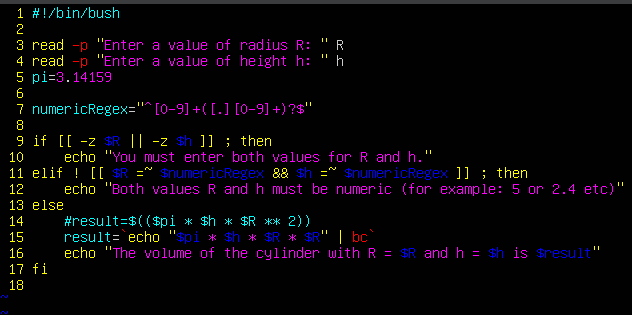 1 #!/bin/bush
2
3 read -p "Enter a value of radius R: " R
4 read -p "Enter a value of height h: " h
5 pi=3.14159
6
7 numericRegex="^[0-9]+([.][0-9]+)?$"
8
9 if [[ -z $R || -z $h ]] ; then
10     echo "You must enter both values for R and h."
11 elif ! [[ $R =~ $numericRegex && $h =~ $numericRegex ]] ; then
12     echo "Both values R and h must be numeric (for example: 5 or 2.4 etc)"
13 else
14     #result=$(($pi * $h * $R ** 2))
15     result=`echo "$pi * $h * $R * $R" | bc`
16     echo "The volume of the cylinder with R = $R and h = $h is $result"
17 fi
18
~
~